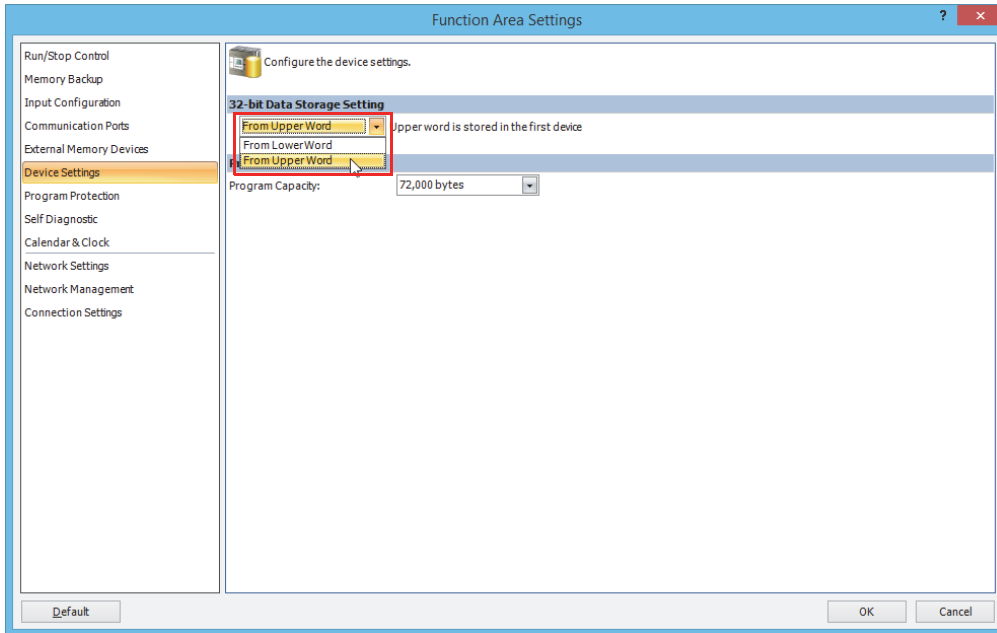 Function Area Settings
?
Run/Stop Control
Memory Backup
Input Configuration
Communication Ports
External Memory Devices
Device Settings
Program Protection
Self Diagnostic
Calendar & Clock
Network Settings
Network Management
Connection Settings
Configure the device settings.
32-bit Data Storage Setting
From Upper Word
Upper word is stored in the first device
From Lower Word
From Upper Word
Program Capacity:
72,000 bytes
Default
OK
Cancel